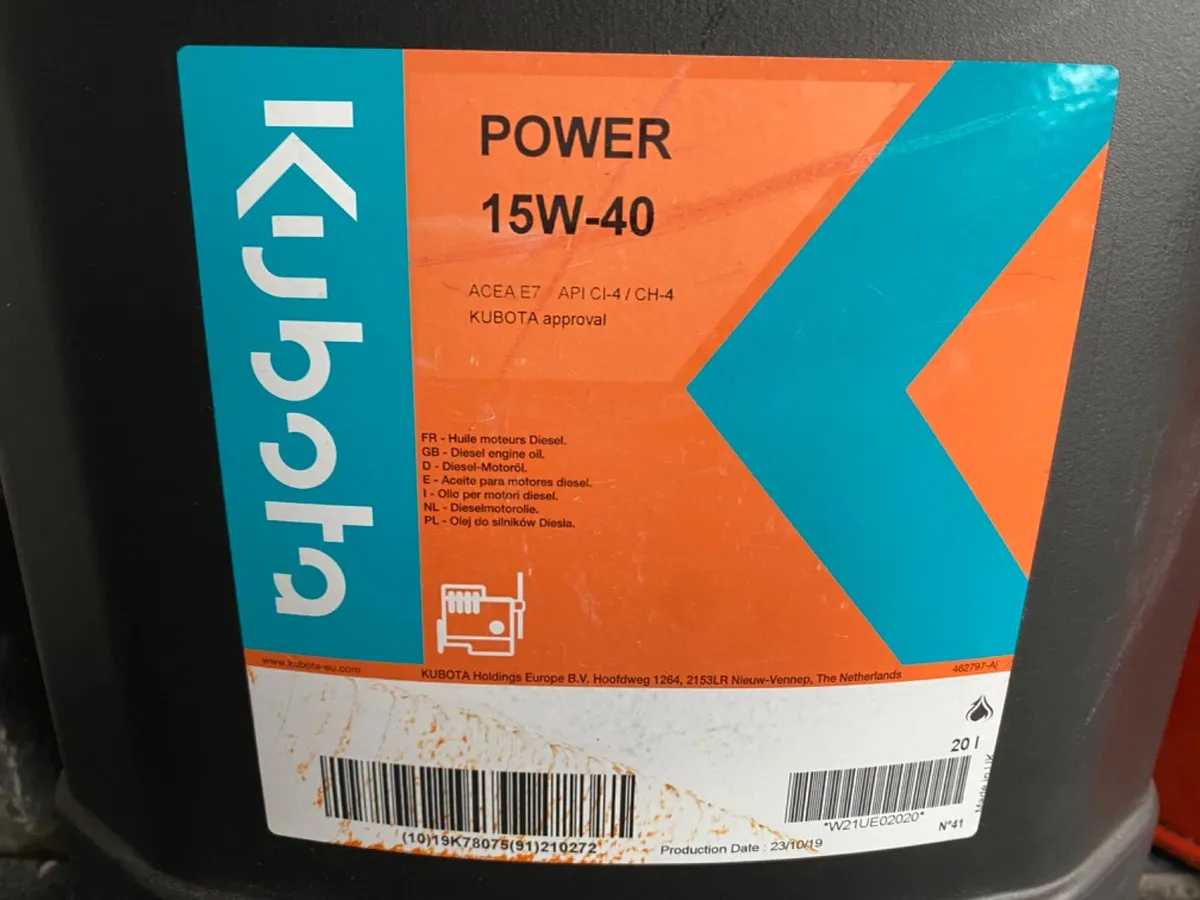 Kubota
POWER
15W-40
ACEA E7 API CI-4 / CH-4
KUBOTA approval
FR - Huile moteurs Diesel.
GB - Diesel engine oil.
D - Diesel-Motoröl.
E - Aceite para motores diesel.
I - Olio per motori diesel.
NL - Dieselmotorolie.
PL - Olej do silników Diesla.
www.kubota-eu.com
KUBOTA Holdings Europe B.V. Hoofdweg 1264, 2153LR Nieuw-Vennep, The Netherlands
462797-Aj
20 l
Made in UK
(10)19K78075(91)210272
*W21UE02020*
N°41
Production Date : 23/10/19